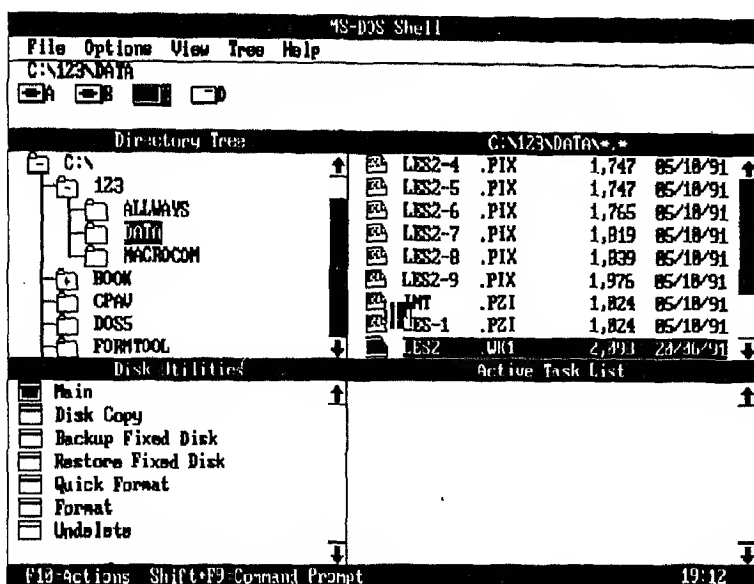 MS-DOS Shell
File Options View Tree Help
C:\123\DATA
A B D
Directory Tree
C:\
123
ALLWAYS
DATA
MACROCOM
BOOK
CPAV
DOS5
FORMTOOL
C:\123\DATA\*.*
LES2-4 .PIX 1,747 05/10/91
LES2-5 .PIX 1,747 05/10/91
LES2-6 .PIX 1,765 05/10/91
LES2-7 .PIX 1,819 05/10/91
LES2-8 .PIX 1,839 05/10/91
LES2-9 .PIX 1,976 05/10/91
.PZI 1,024 05/10/91
.PZI 1,024 05/10/91
LES2 .WK1 2,093
Disk Utilities
Main
Disk Copy
Backup Fixed Disk
Restore Fixed Disk
Quick Format
Format
Undelete
Active Task List
F10=Actions Shift+F9=Command Prompt 19:12